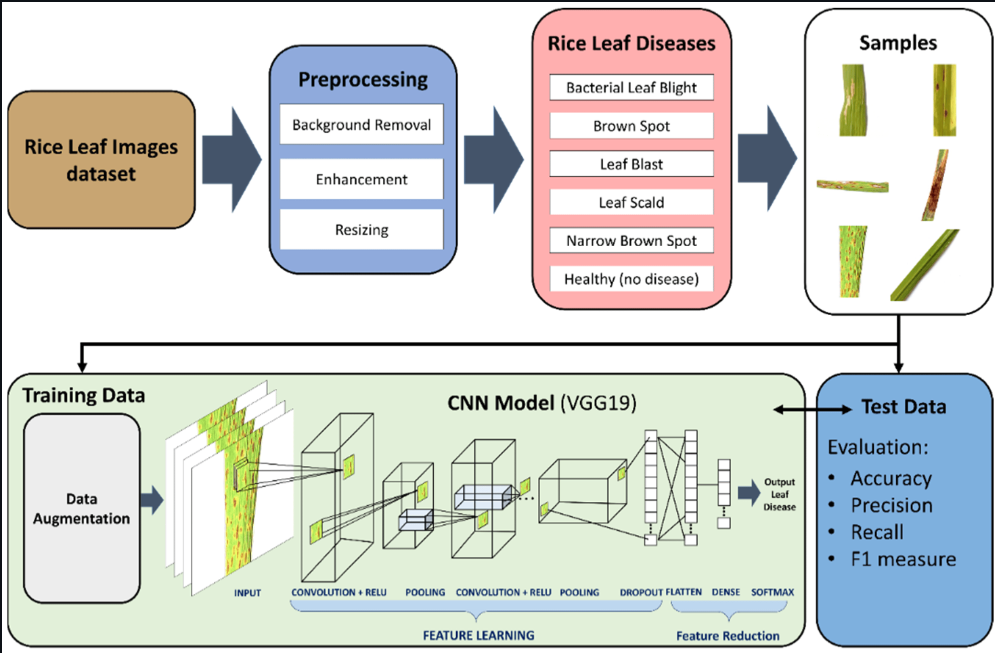 Rice Leaf Images
dataset
Preprocessing
Background Removal
Enhancement
Resizing
Rice Leaf Diseases
Bacterial Leaf Blight
Brown Spot
Leaf Blast
Leaf Scald
Narrow Brown Spot
Healthy (no disease)
Samples
Training Data
Data
Augmentation
CNN Model (VGG19)
INPUT
CONVOLUTION + RELU
POOLING
CONVOLUTION + RELU
POOLING
DROPOUT
FLATTEN
DENSE
SOFTMAX
FEATURE LEARNING
Feature Reduction
Output
Leaf
Disease
Test Data
Evaluation:
• Accuracy
• Precision
• Recall
• F1 measure